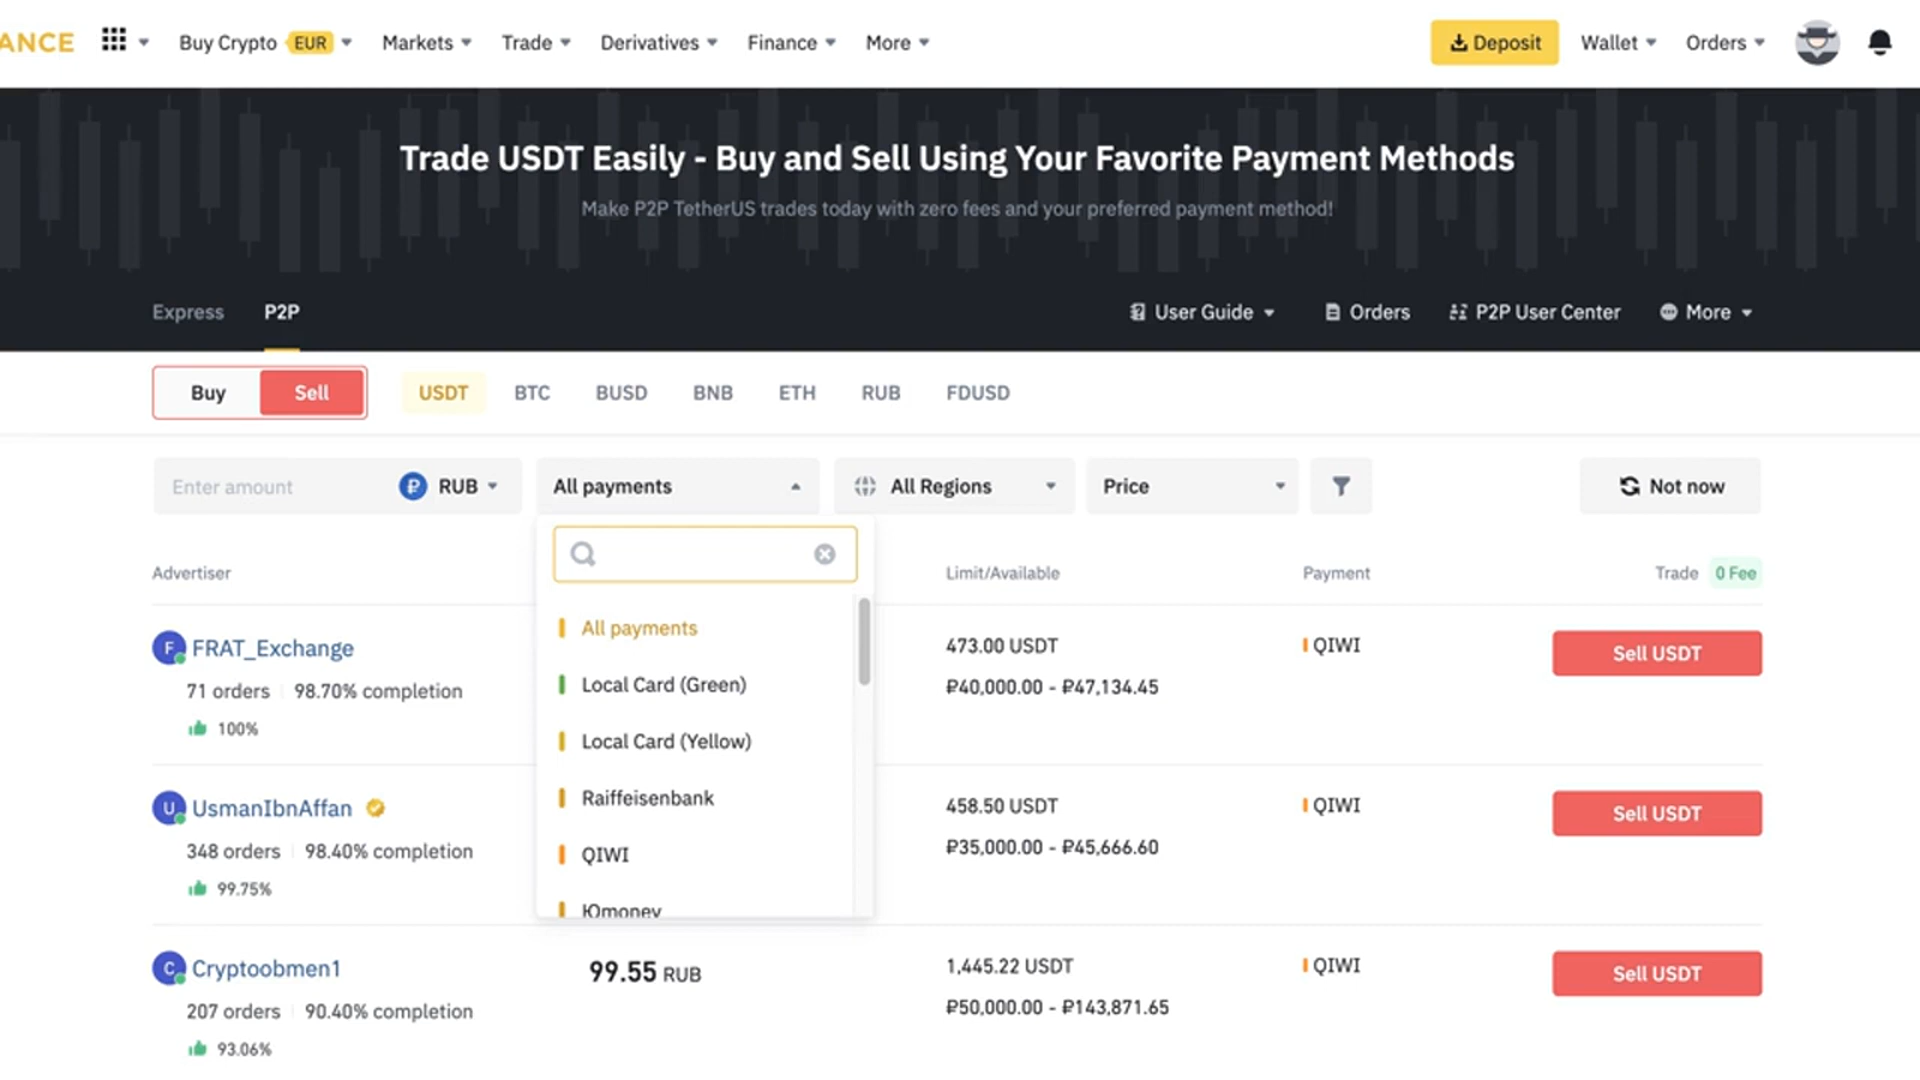 ANCE
Buy Crypto EUR
Markets
Trade
Derivatives
Finance
More
Deposit
Wallet
Orders
Trade USDT Easily - Buy and Sell Using Your Favorite Payment Methods
Make P2P TetherUS trades today with zero fees and your preferred payment method!
Express
P2P
User Guide
Orders
P2P User Center
More
Buy
Sell
USDT
BTC
BUSD
BNB
ETH
RUB
FDUSD
Enter amount
RUB
All payments
All Regions
Price
Not now
Advertiser
Limit/Available
Payment
Trade 0 Fee
All payments
Local Card (Green)
Local Card (Yellow)
Raiffeisenbank
QIWI
Юmoney
F FRAT_Exchange
71 orders 98.70% completion
100%
473.00 USDT
₽40,000.00 - ₽47,134.45
QIWI
Sell USDT
U UsmanIbnAffan
348 orders 98.40% completion
99.75%
458.50 USDT
₽35,000.00 - ₽45,666.60
QIWI
Sell USDT
C Cryptoobmen1
207 orders 90.40% completion
93.06%
99.55 RUB
1,445.22 USDT
₽50,000.00 - ₽143,871.65
QIWI
Sell USDT